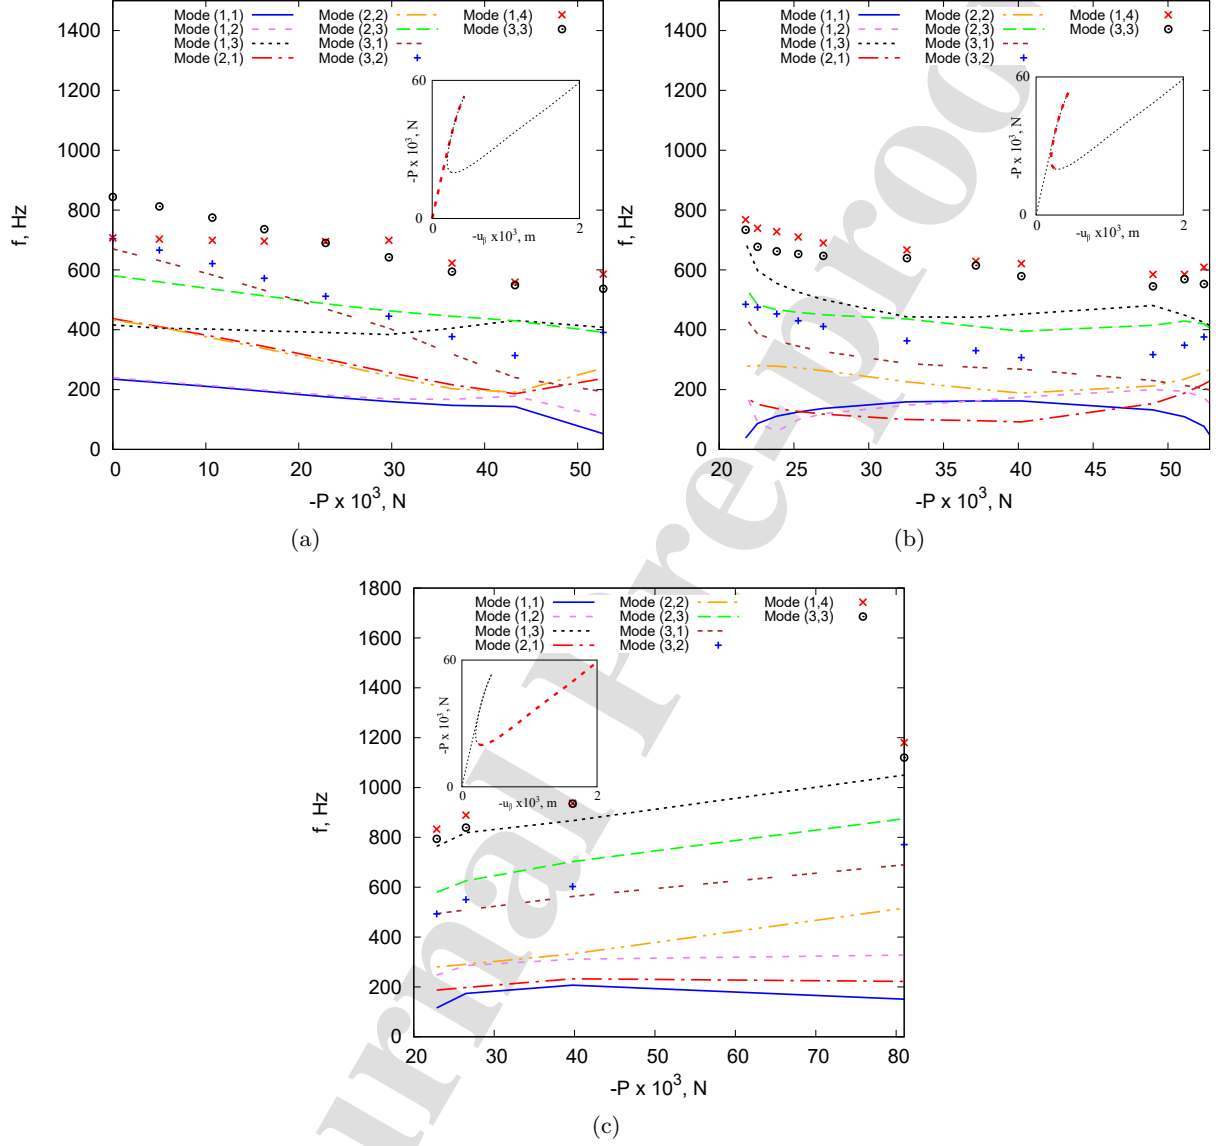 1400
1200
1000
800
600
400
200
0
f, Hz
0
10
20
30
40
50
-P x 10³, N
Mode (1,1)
Mode (1,2)
Mode (1,3)
Mode (2,1)
Mode (2,2)
Mode (2,3)
Mode (3,1)
Mode (3,2)
Mode (1,4)
Mode (3,3)
60
0
-P x 10³, N
0
2
-uᵦ x10³, m
(a)
1400
1200
1000
800
600
400
200
0
f, Hz
20
25
30
35
40
45
50
-P x 10³, N
Mode (1,1)
Mode (1,2)
Mode (1,3)
Mode (2,1)
Mode (2,2)
Mode (2,3)
Mode (3,1)
Mode (3,2)
Mode (1,4)
Mode (3,3)
60
0
-P x 10³, N
0
2
-uᵦ x10³, m
(b)
1800
1600
1400
1200
1000
800
600
400
200
0
f, Hz
20
30
40
50
60
70
80
-P x 10³, N
Mode (1,1)
Mode (1,2)
Mode (1,3)
Mode (2,1)
Mode (2,2)
Mode (2,3)
Mode (3,1)
Mode (3,2)
Mode (1,4)
Mode (3,3)
60
0
-P x 10³, N
0
2
-uᵦ x10³, m
(c)
urnal Pre-proo